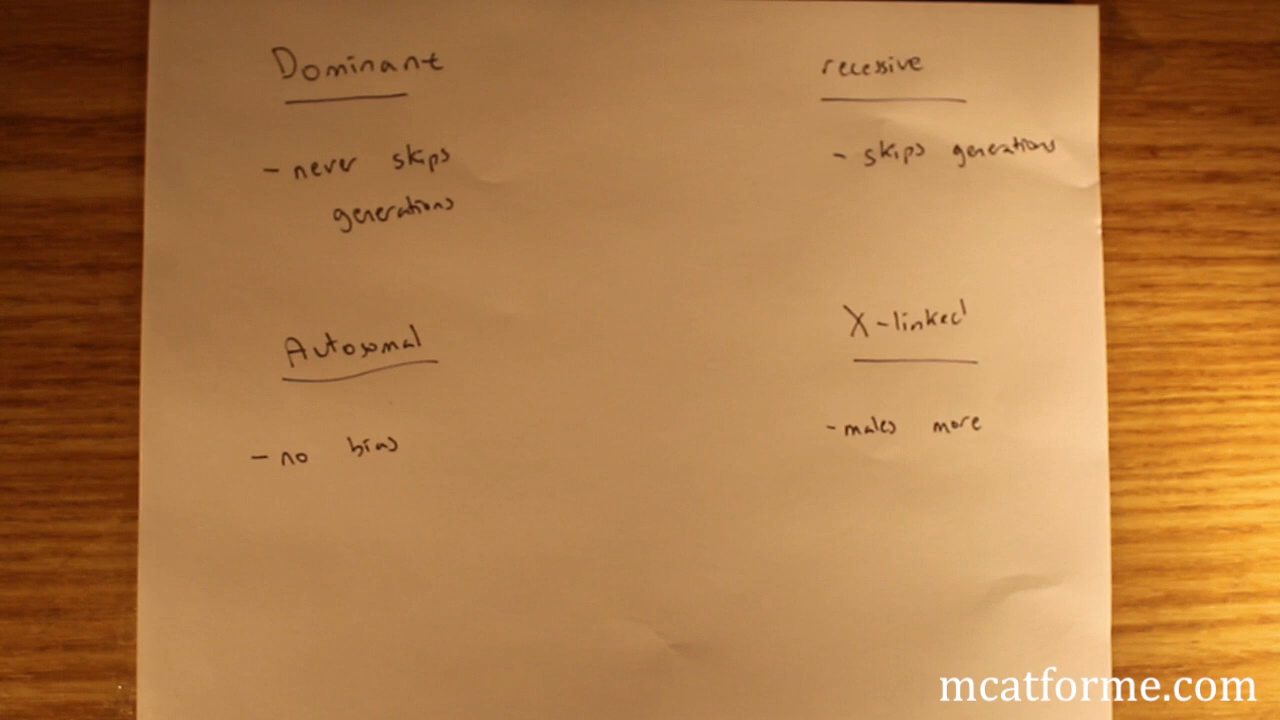 Dominant
- never skips
generations
recessive
- skips generations
Autosomal
- no bias
X-linked
- males more
mcatforme.com